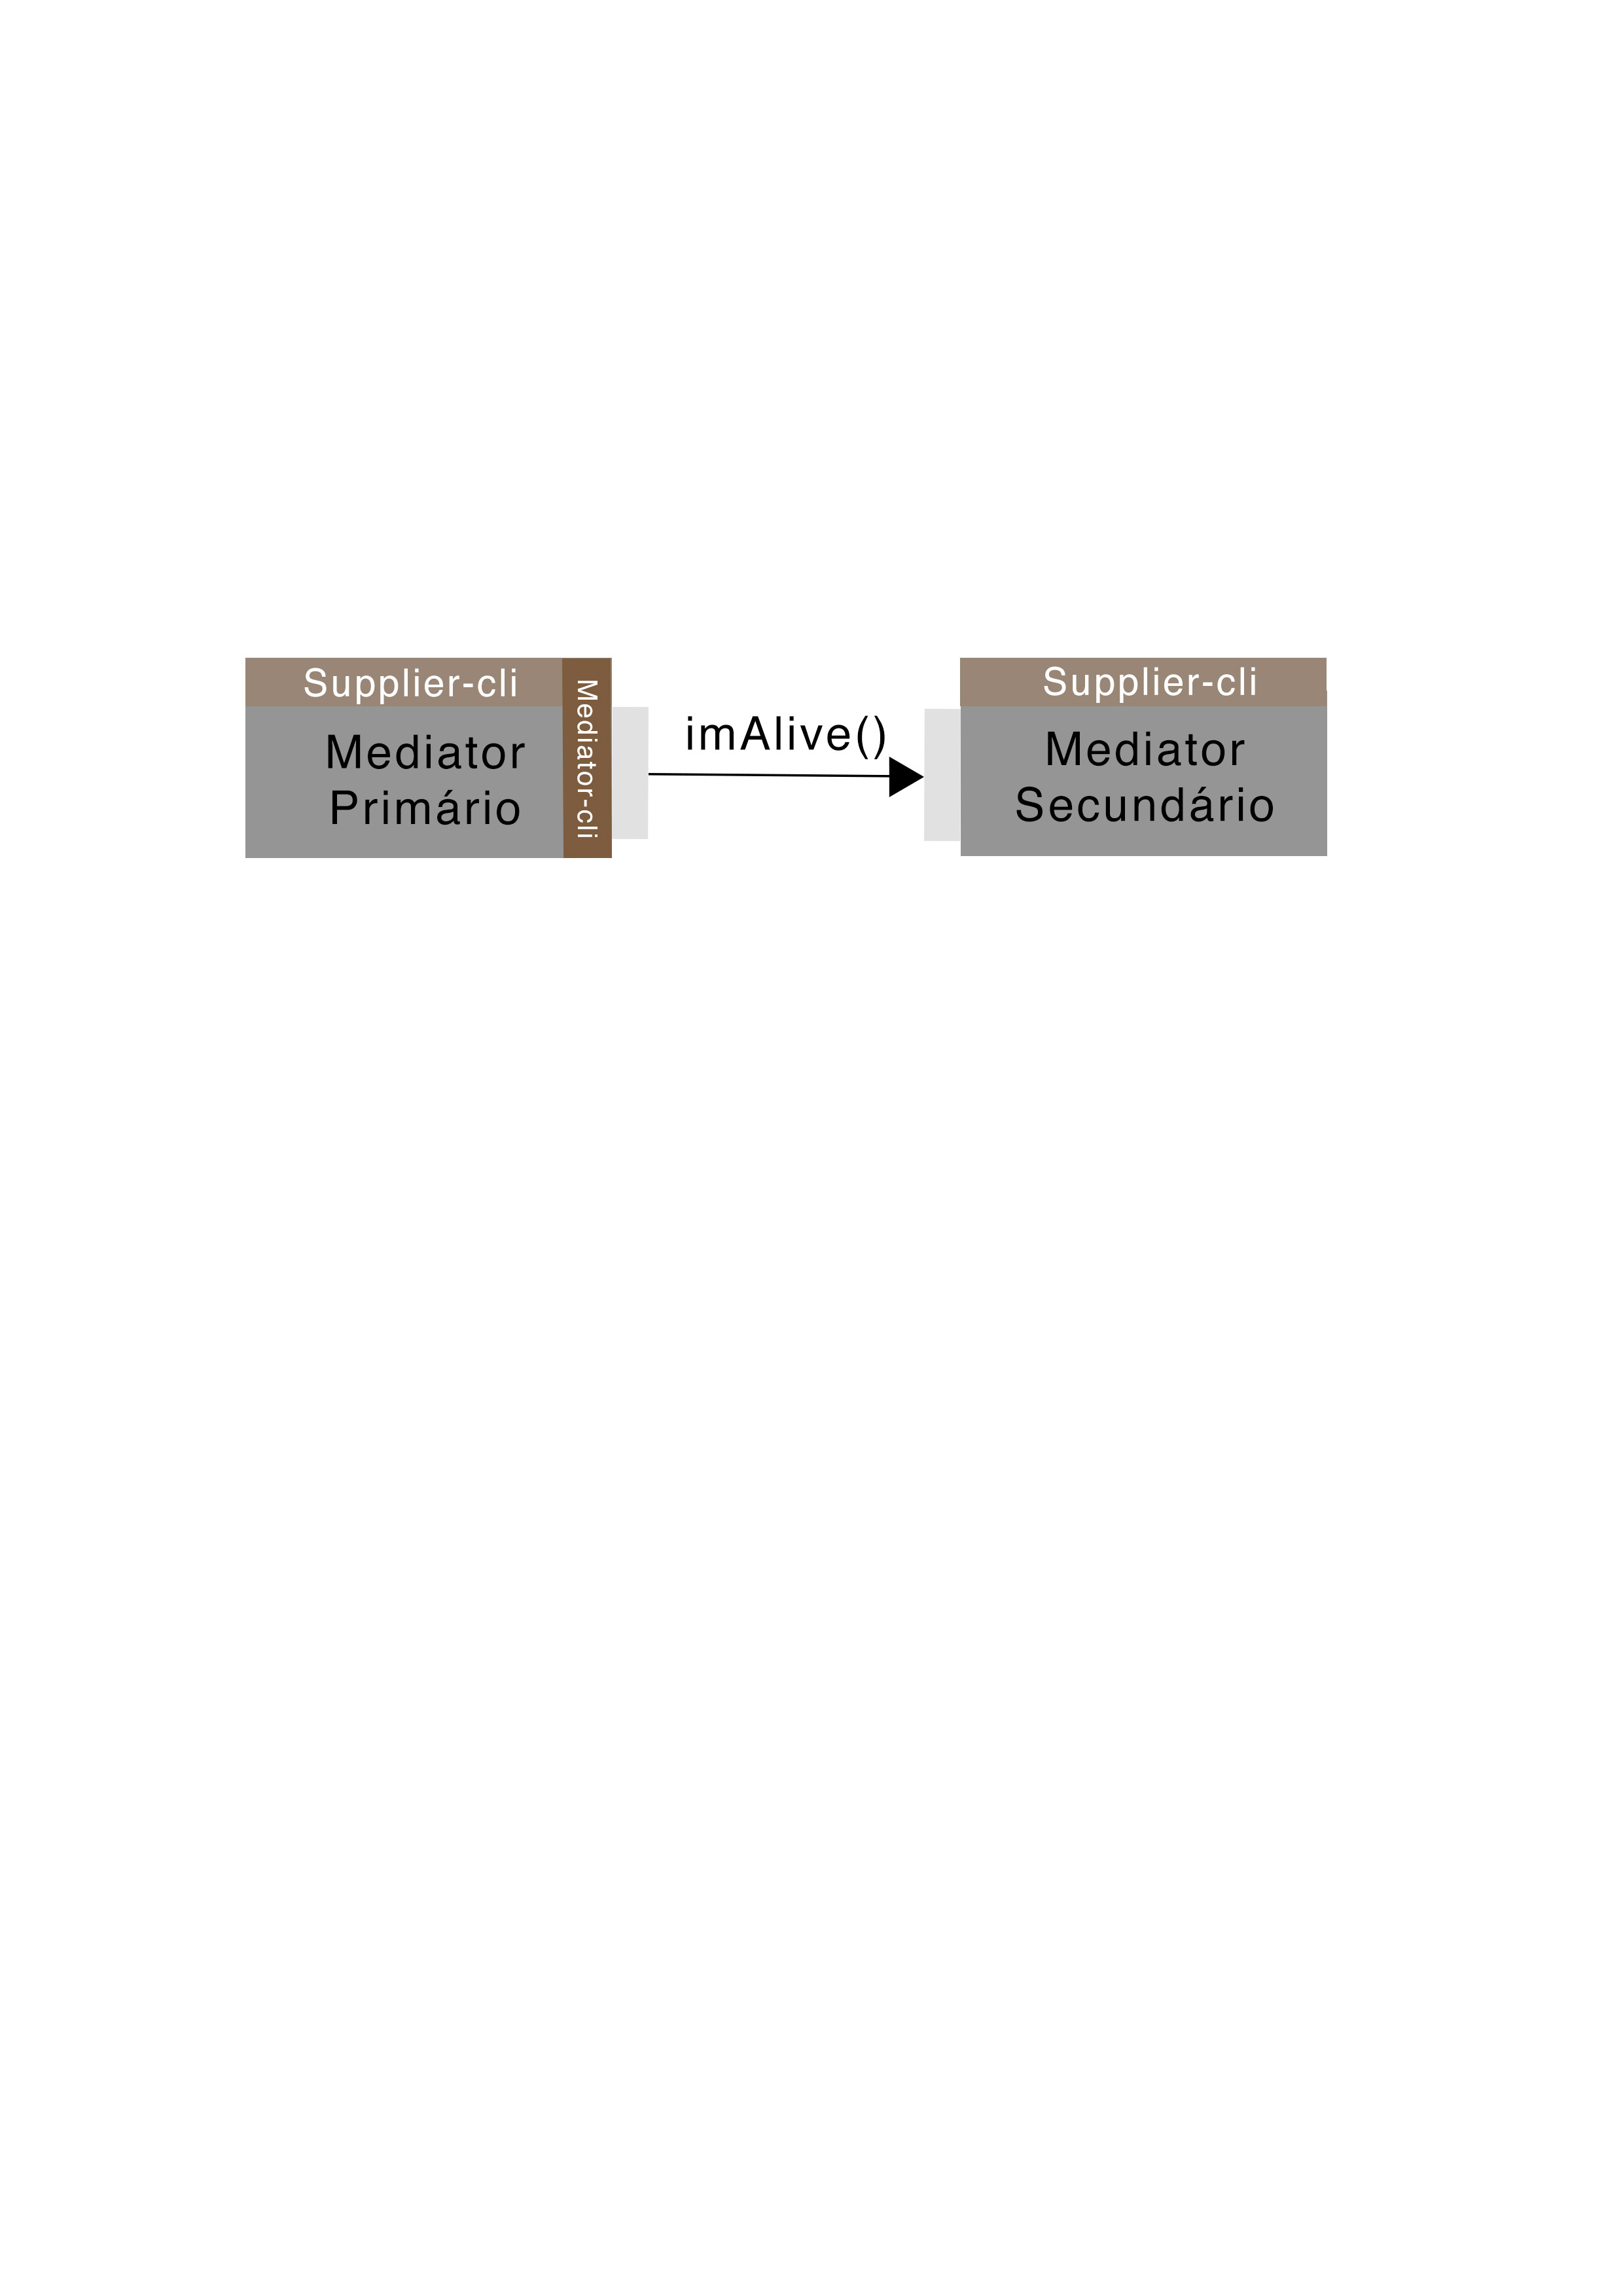 Supplier-cli
Mediator
Primário
Mediator-cli
imAlive()
Supplier-cli
Mediator
Secundário